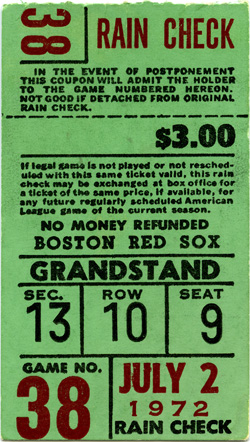 38 RAIN CHECK
IN THE EVENT OF POSTPONEMENT
THIS COUPON WILL ADMIT THE HOLDER
TO THE GAME NUMBERED HEREON.
NOT GOOD IF DETACHED FROM ORIGINAL
RAIN CHECK.
$3.00
If legal game is not played or not resched-
uled with this same ticket valid, this rain
check may be exchanged at box office for
a ticket of the same price, if available, for
any future regularly scheduled American
League game of the current season.
NO MONEY REFUNDED
BOSTON RED SOX
GRANDSTAND
SEC. ROW SEAT
13 10 9
GAME NO. JULY 2
38 1972
RAIN CHECK